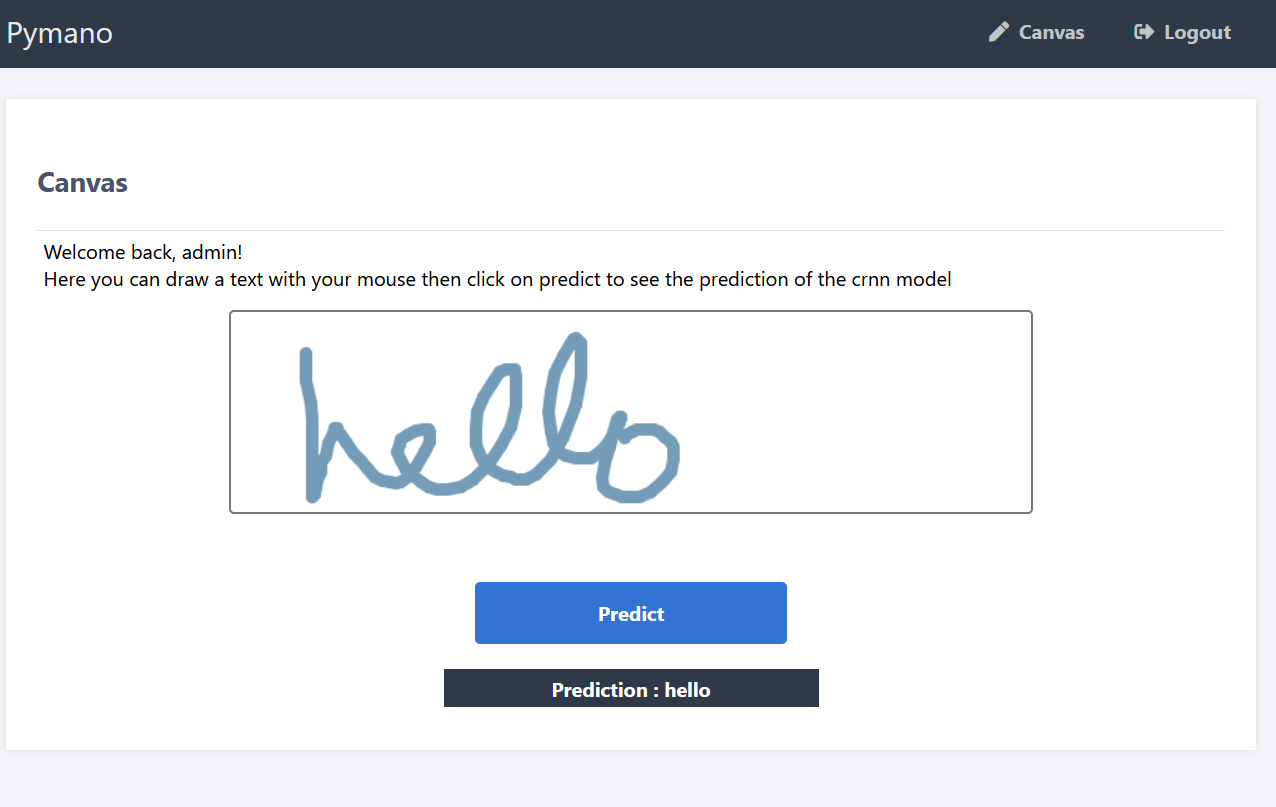 Pymano
Canvas
Logout
Canvas
Welcome back, admin!
Here you can draw a text with your mouse then click on predict to see the prediction of the crnn model
hello
Predict
Prediction : hello